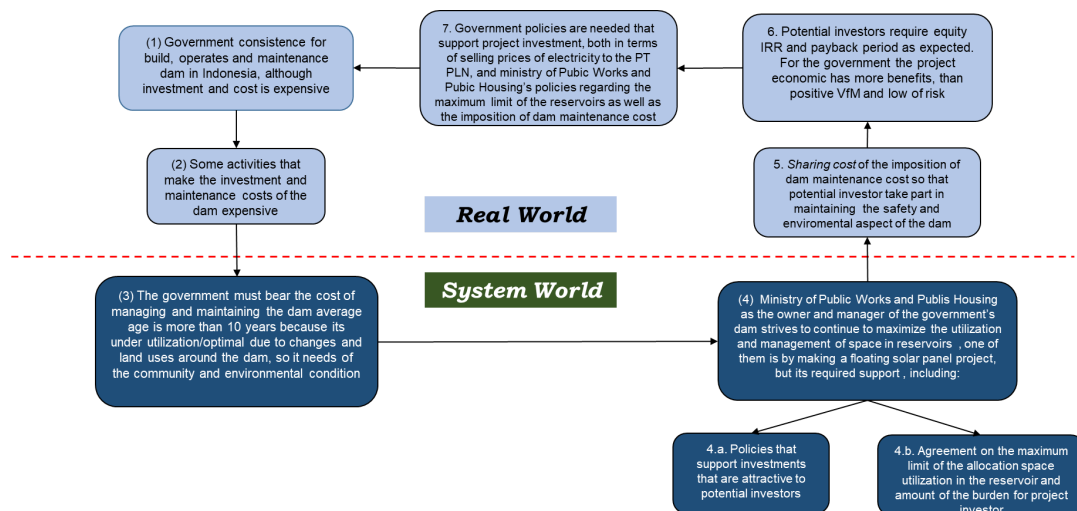 (1) Government consistence for
build, operates and maintenance
dam in Indonesia, although
investment and cost is expensive
7. Government policies are needed that
support project investment, both in terms
of selling prices of electricity to the PT
PLN, and ministry of Pubic Works and
Pubic Housing's policies regarding the
maximum limit of the reservoirs as well as
the imposition of dam maintenance cost
6. Potential investors require equity
IRR and payback period as expected.
For the government the project
economic has more benefits, than
positive VfM and low of risk
(2) Some activities that
make the investment and
maintenance costs of the
dam expensive
Real World
5. Sharing cost of the imposition of
dam maintenance cost so that
potential investor take part in
maintaining the safety and
enviromental aspect of the dam
System World
(3) The government must bear the cost of
managing and maintaining the dam average
age is more than 10 years because its
under utilization/optimal due to changes and
land uses around the dam, so it needs of
the community and environmental condition
(4) Ministry of Public Works and Publis Housing
as the owner and manager of the government's
dam strives to continue to maximize the utilization
and management of space in reservoirs , one of
them is by making a floating solar panel project,
but its required support , including:
4.a. Policies that
support investments
that are attractive to
potential investors
4.b. Agreement on the maximum
limit of the allocation space
utilization in the reservoir and
amount of the burden for project
investor